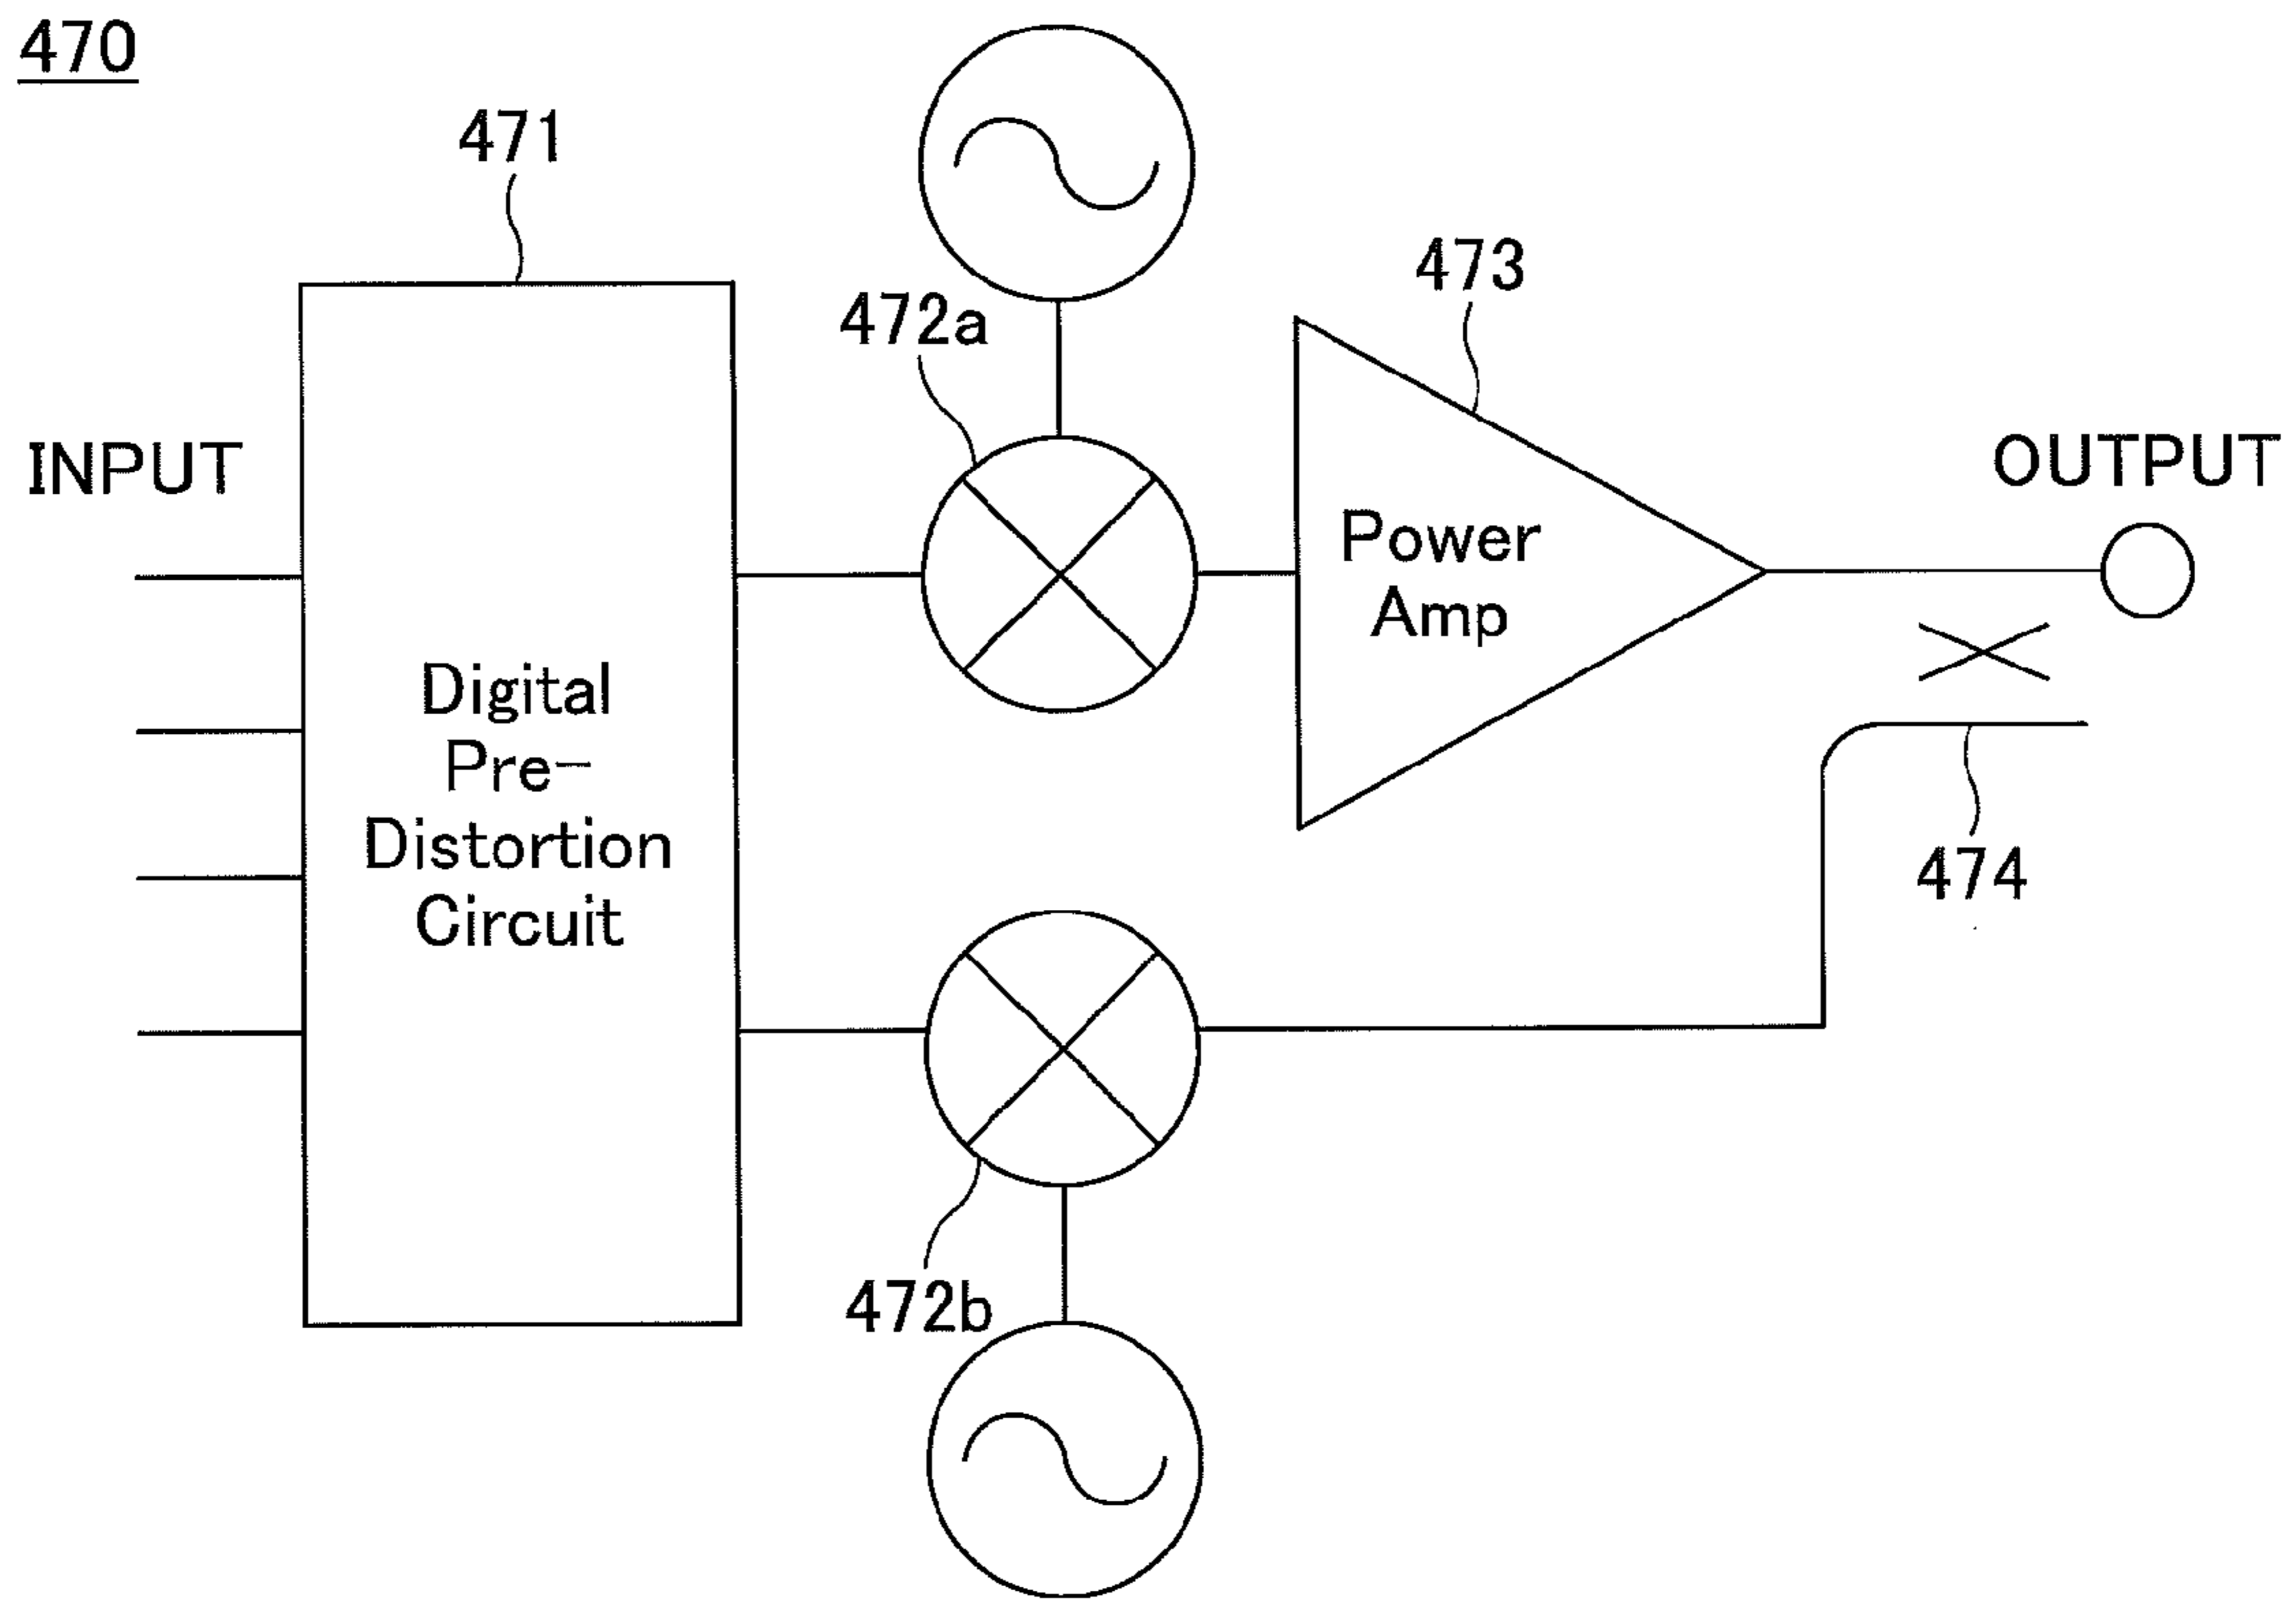 470
471
472a
473
INPUT
OUTPUT
Power
Amp
Digital
Pre-
Distortion
Circuit
474
472b